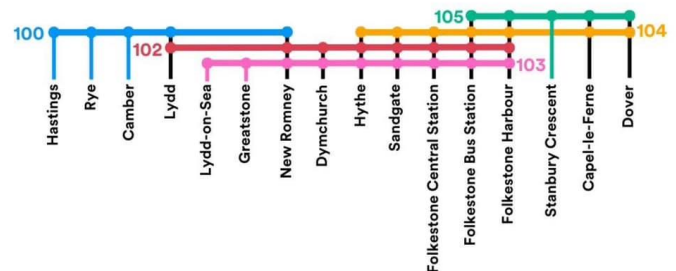 105
100
104
102
103
Hastings
Rye
Camber
Lydd
Lydd-on-Sea
Greatstone
New Romney
Dymchurch
Hythe
Sandgate
Folkestone Central Station
Folkestone Bus Station
Folkestone Harbour
Stanbury Crescent
Capel-le-Ferne
Dover